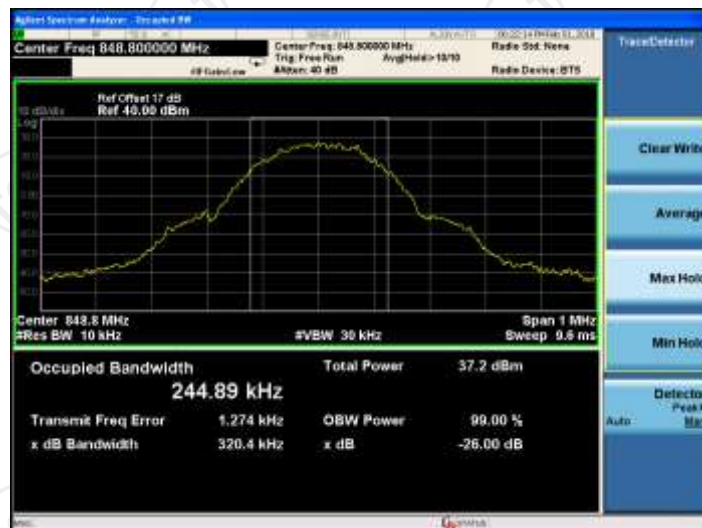 Agilent Spectrum Analyzer - Occupied BW
Center Freq 848.800000 MHz
Center Freq: 848.800000 MHz
Trig: Free Run Avg|Hold:> 10/10
#IFGain:Low #Atten: 40 dB
Radio Std: None
Radio Device: BTS
Trace/Detector
Ref Offset 17 dB
10 dB/div Ref 40.00 dBm
Log
Clear Write
Average
Max Hold
Min Hold
Center 848.8 MHz Span 1 MHz
#Res BW 10 kHz #VBW 30 kHz Sweep 9.6 ms
Occupied Bandwidth Total Power 37.2 dBm
244.89 kHz
Transmit Freq Error 1.274 kHz OBW Power 99.00 %
x dB Bandwidth 320.4 kHz x dB -26.00 dB
Detector
Peak
Auto Man
MSG STATUS